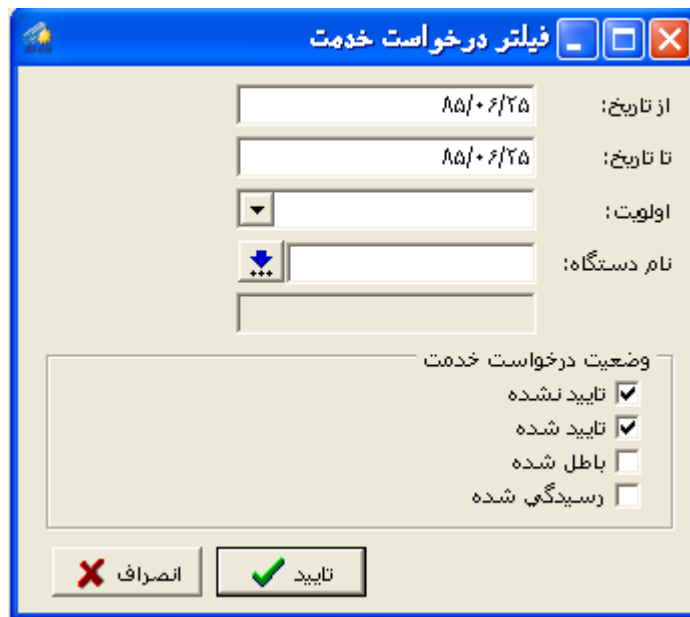 فیلتر درخواست خدمت
از تاریخ: ۸۵/۰۶/۲۵
تا تاریخ: ۸۵/۰۶/۲۵
اولویت:
نام دستگاه:
وضعیت درخواست خدمت
تایید نشده
تایید شده
باطل شده
رسیدگي شده
تایید
انصراف